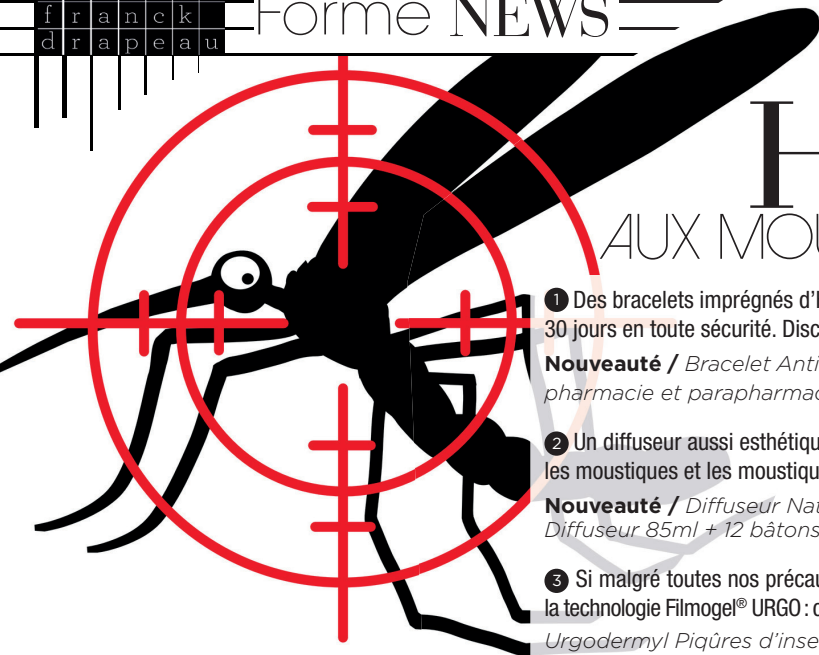 franck
drapeau
Forme NEWS
H
AUX MOU
1 Des bracelets imprégnés d'
30 jours en toute sécurité. Disc
Nouveauté / Bracelet Anti
pharmacie et parapharmac
2 Un diffuseur aussi esthétiqu
les moustiques et les moustiqu
Nouveauté / Diffuseur Nat
Diffuseur 85ml + 12 bâtons
3 Si malgré toutes nos précau
la technologie Filmogel® URGO : c
Urgodermyl Piqûres d'inse